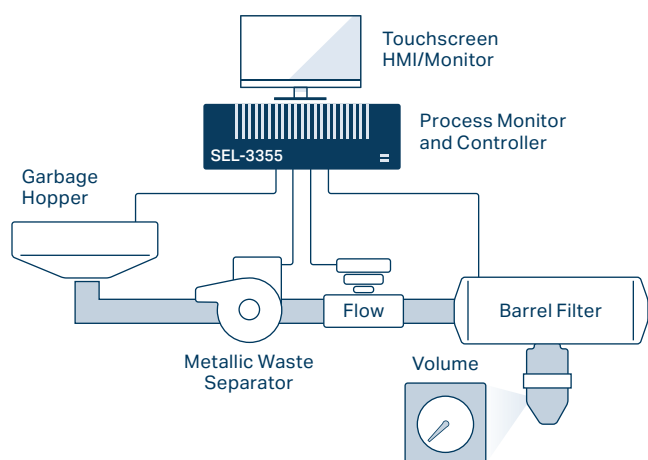 Touchscreen
HMI/Monitor
Process Monitor
and Controller
SEL-3355
Garbage
Hopper
Flow
Barrel Filter
Metallic Waste
Separator
Volume